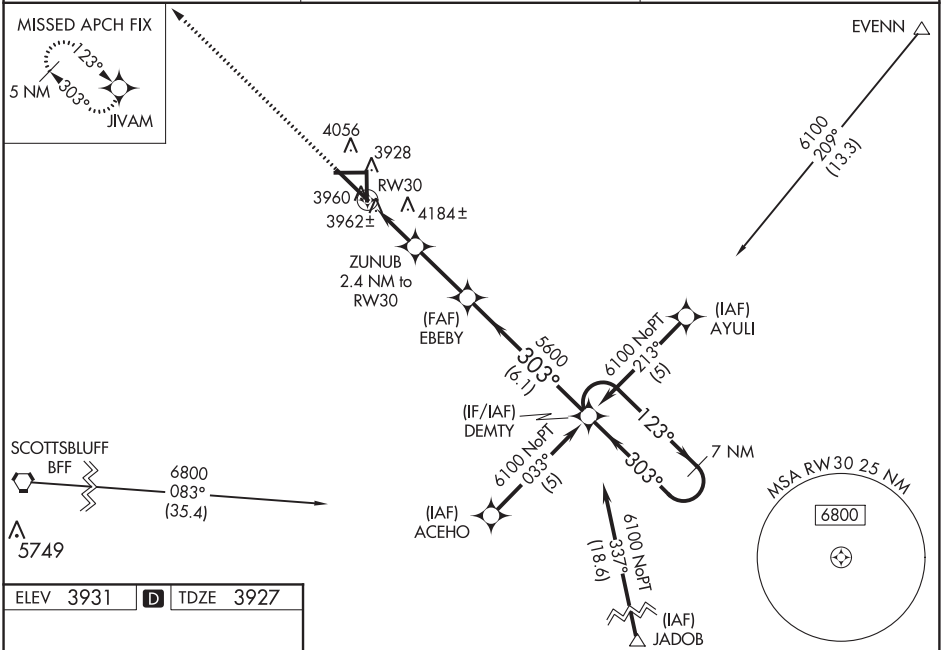 MISSED APCH FIX
123°
5 NM
303°
JIVAM
EVENN
6100
209°
(13.3)
4056
3928
3960
RW30
3962±
4184±
ZUNUB
2.4 NM to
RW30
(FAF)
EBEBY
5600
303°
(6.1)
(IAF)
AYULI
6100 NoPT
213°
(5)
(IF/IAF)
DEMTY
123°
7 NM
303°
6100 NoPT
033°
(5)
(IAF)
ACEHO
SCOTTSBLUFF
BFF
6800
083°
(35.4)
5749
6100 NoPT
337°
(18.6)
(IAF)
JADOB
MSA RW30 25 NM
6800
ELEV 3931 D TDZE 3927